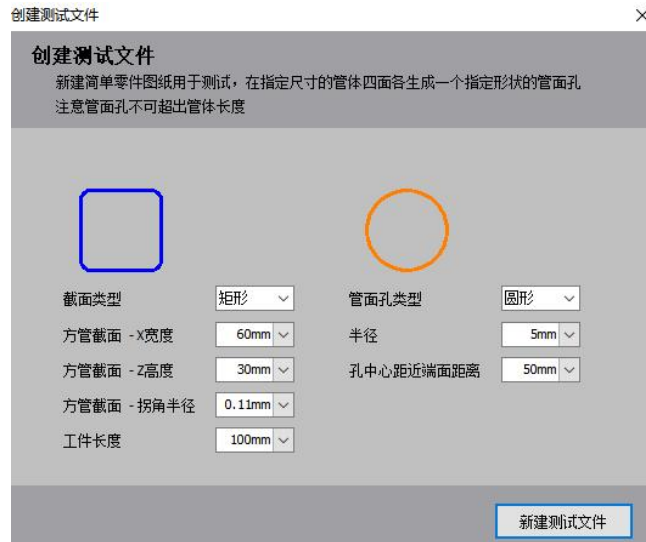 创建测试文件
创建测试文件
新建简单零件图纸用于测试，在指定尺寸的管体四面各生成一个指定形状的管面孔
注意管面孔不可超出管体长度
截面类型 矩形 管面孔类型 圆形
方管截面 -X宽度 60mm 半径 5mm
方管截面 -Z高度 30mm 孔中心距近端面距离 50mm
方管截面 -拐角半径 0.11mm
工件长度 100mm
新建测试文件